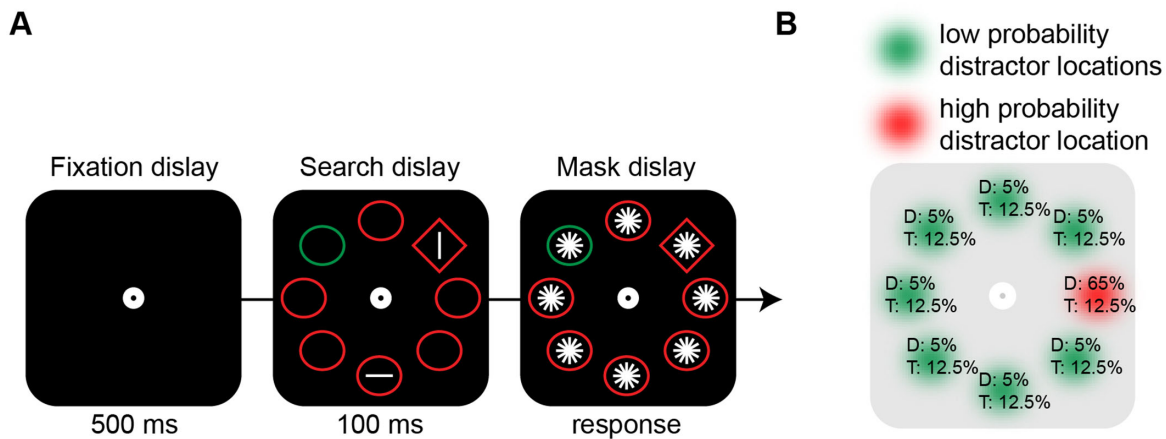 A
B
low probability
distractor locations
high probability
distractor location
Fixation dislay
Search dislay
Mask dislay
500 ms
100 ms
response
D: 5%
T: 12.5%
D: 5%
T: 12.5%
D: 5%
T: 12.5%
D: 5%
T: 12.5%
D: 65%
T: 12.5%
D: 5%
T: 12.5%
D: 5%
T: 12.5%
D: 5%
T: 12.5%